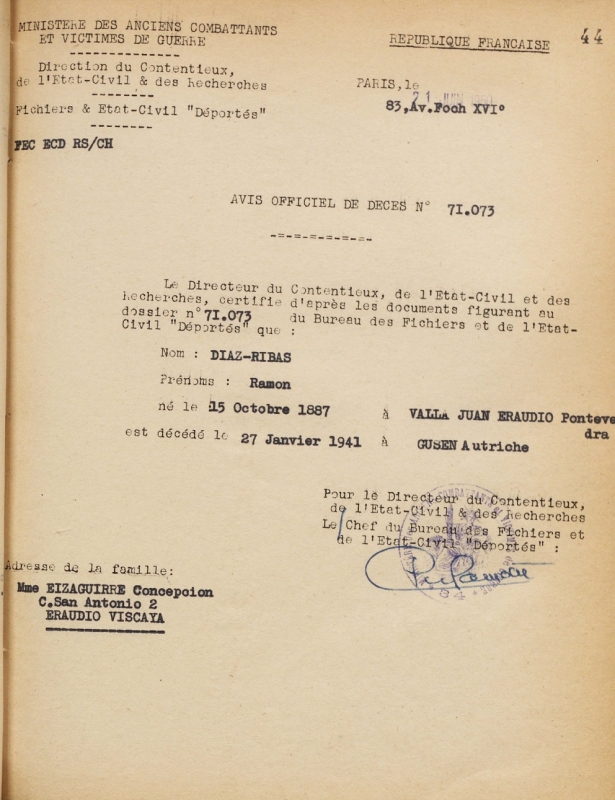 MINISTERE DES ANCIENS COMBATTANTS
ET VICTIMES DE GUERRE
REPUBLIQUE FRANCAISE
44
Direction du Contentieux,
de l'Etat-Civil & des Recherches
Fichiers & Etat-Civil "Déportés"
FEC ECD RS/CH
PARIS, le
21
83, Av. Foch XVI°
AVIS OFFICIEL DE DECES N° 7I.073
Le Directeur du Contentieux, de l'Etat-Civil et des
Recherches, certifie d'après les documents figurant au
dossier n° 7I.073 du Bureau des Fichiers et de l'Etat-
Civil "Déportés" que :
Nom : DIAZ-RIBAS
Prénoms : Ramon
né le 15 Octobre 1887 à VALLA JUAN ERAUDIO Ponteve
dra
est décédé le 27 Janvier 1941 à GUSEN Autriche
Pour le Directeur du Contentieux,
de l'Etat-Civil & des Recherches
Le Chef du Bureau des Fichiers et
de l'Etat-Civil "Déportés" :
Adresse de la famille:
Mme EIZAGUIRRE Concepcion
C.San Antonio 2
ERAUDIO VISCAYA